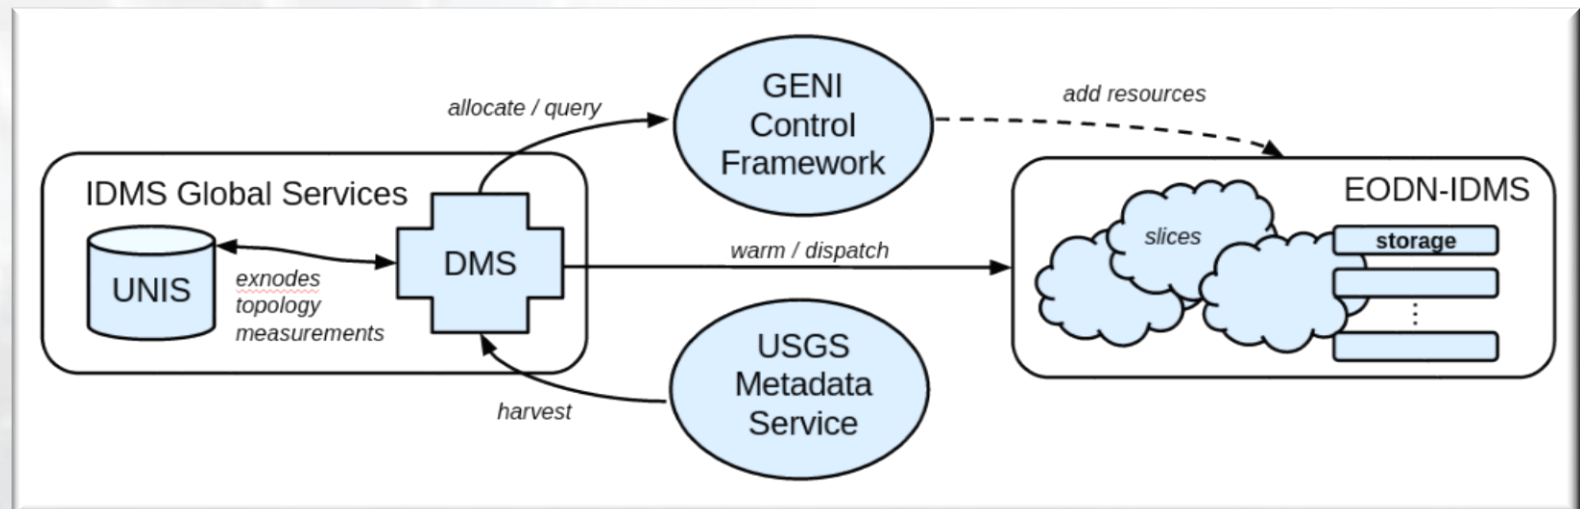 GENI
Control
Framework
allocate / query
add resources
IDMS Global Services
UNIS
exnodes
topology
measurements
DMS
warm / dispatch
EODN-IDMS
slices
storage
USGS
Metadata
Service
harvest